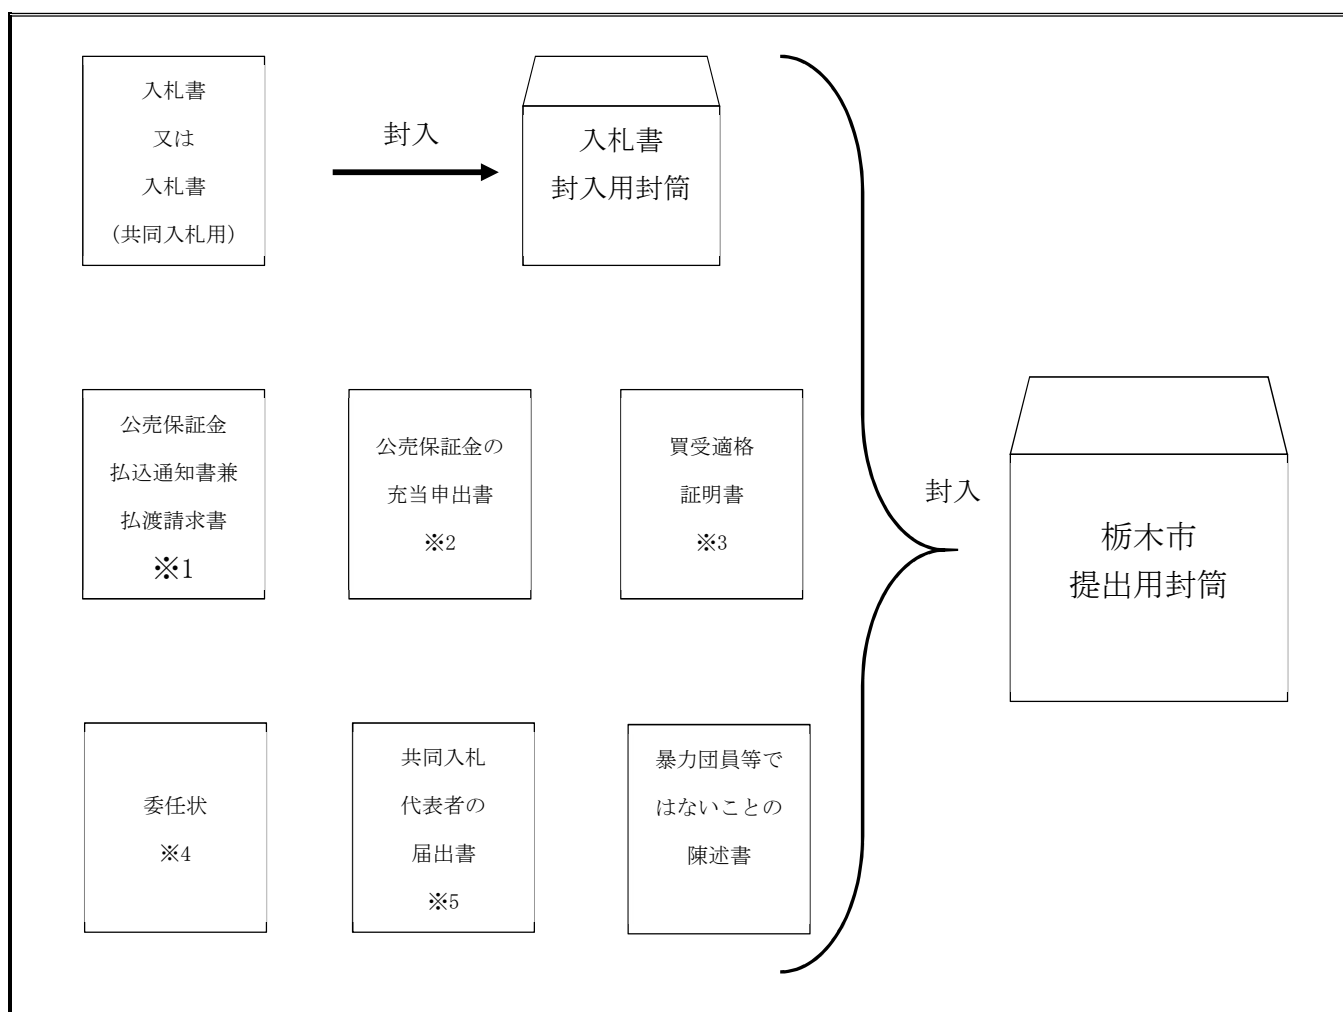 入札書
又は
入札書
(共同入札用)
封入
入札書
封入用封筒
公売保証金
払込通知書兼
払渡請求書
※1
公売保証金の
充当申出書
※2
買受適格
証明書
※3
封入
栃木市
提出用封筒
委任状
※4
共同入札
代表者の
届出書
※5
暴力団員等で
はないことの
陳述書